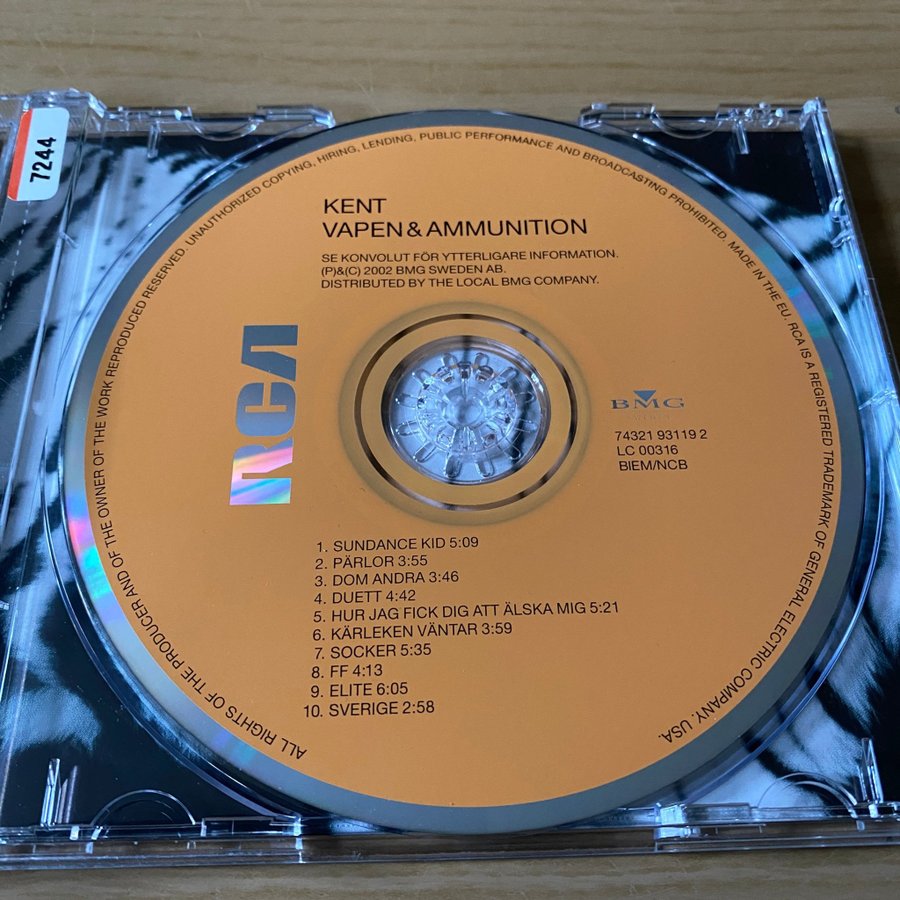 7244
ALL RIGHTS OF THE PRODUCER AND OF THE OWNER OF THE WORK REPRODUCED RESERVED. UNAUTHORIZED COPYING, HIRING, LENDING, PUBLIC PERFORMANCE AND BROADCASTING PROHIBITED. MADE IN THE EU. RCA IS A REGISTERED TRADEMARK OF GENERAL ELECTRIC COMPANY, USA.
KENT
VAPEN & AMMUNITION
SE KONVOLUT FÖR YTTERLIGARE INFORMATION.
(P)&(C) 2002 BMG SWEDEN AB.
DISTRIBUTED BY THE LOCAL BMG COMPANY.
RCA
BMG
74321 93119 2
LC 00316
BIEM/NCB
1. SUNDANCE KID 5:09
2. PÄRLOR 3:55
3. DOM ANDRA 3:46
4. DUETT 4:42
5. HUR JAG FICK DIG ATT ÄLSKA MIG 5:21
6. KÄRLEKEN VÄNTAR 3:59
7. SOCKER 5:35
8. FF 4:13
9. ELITE 6:05
10. SVERIGE 2:58